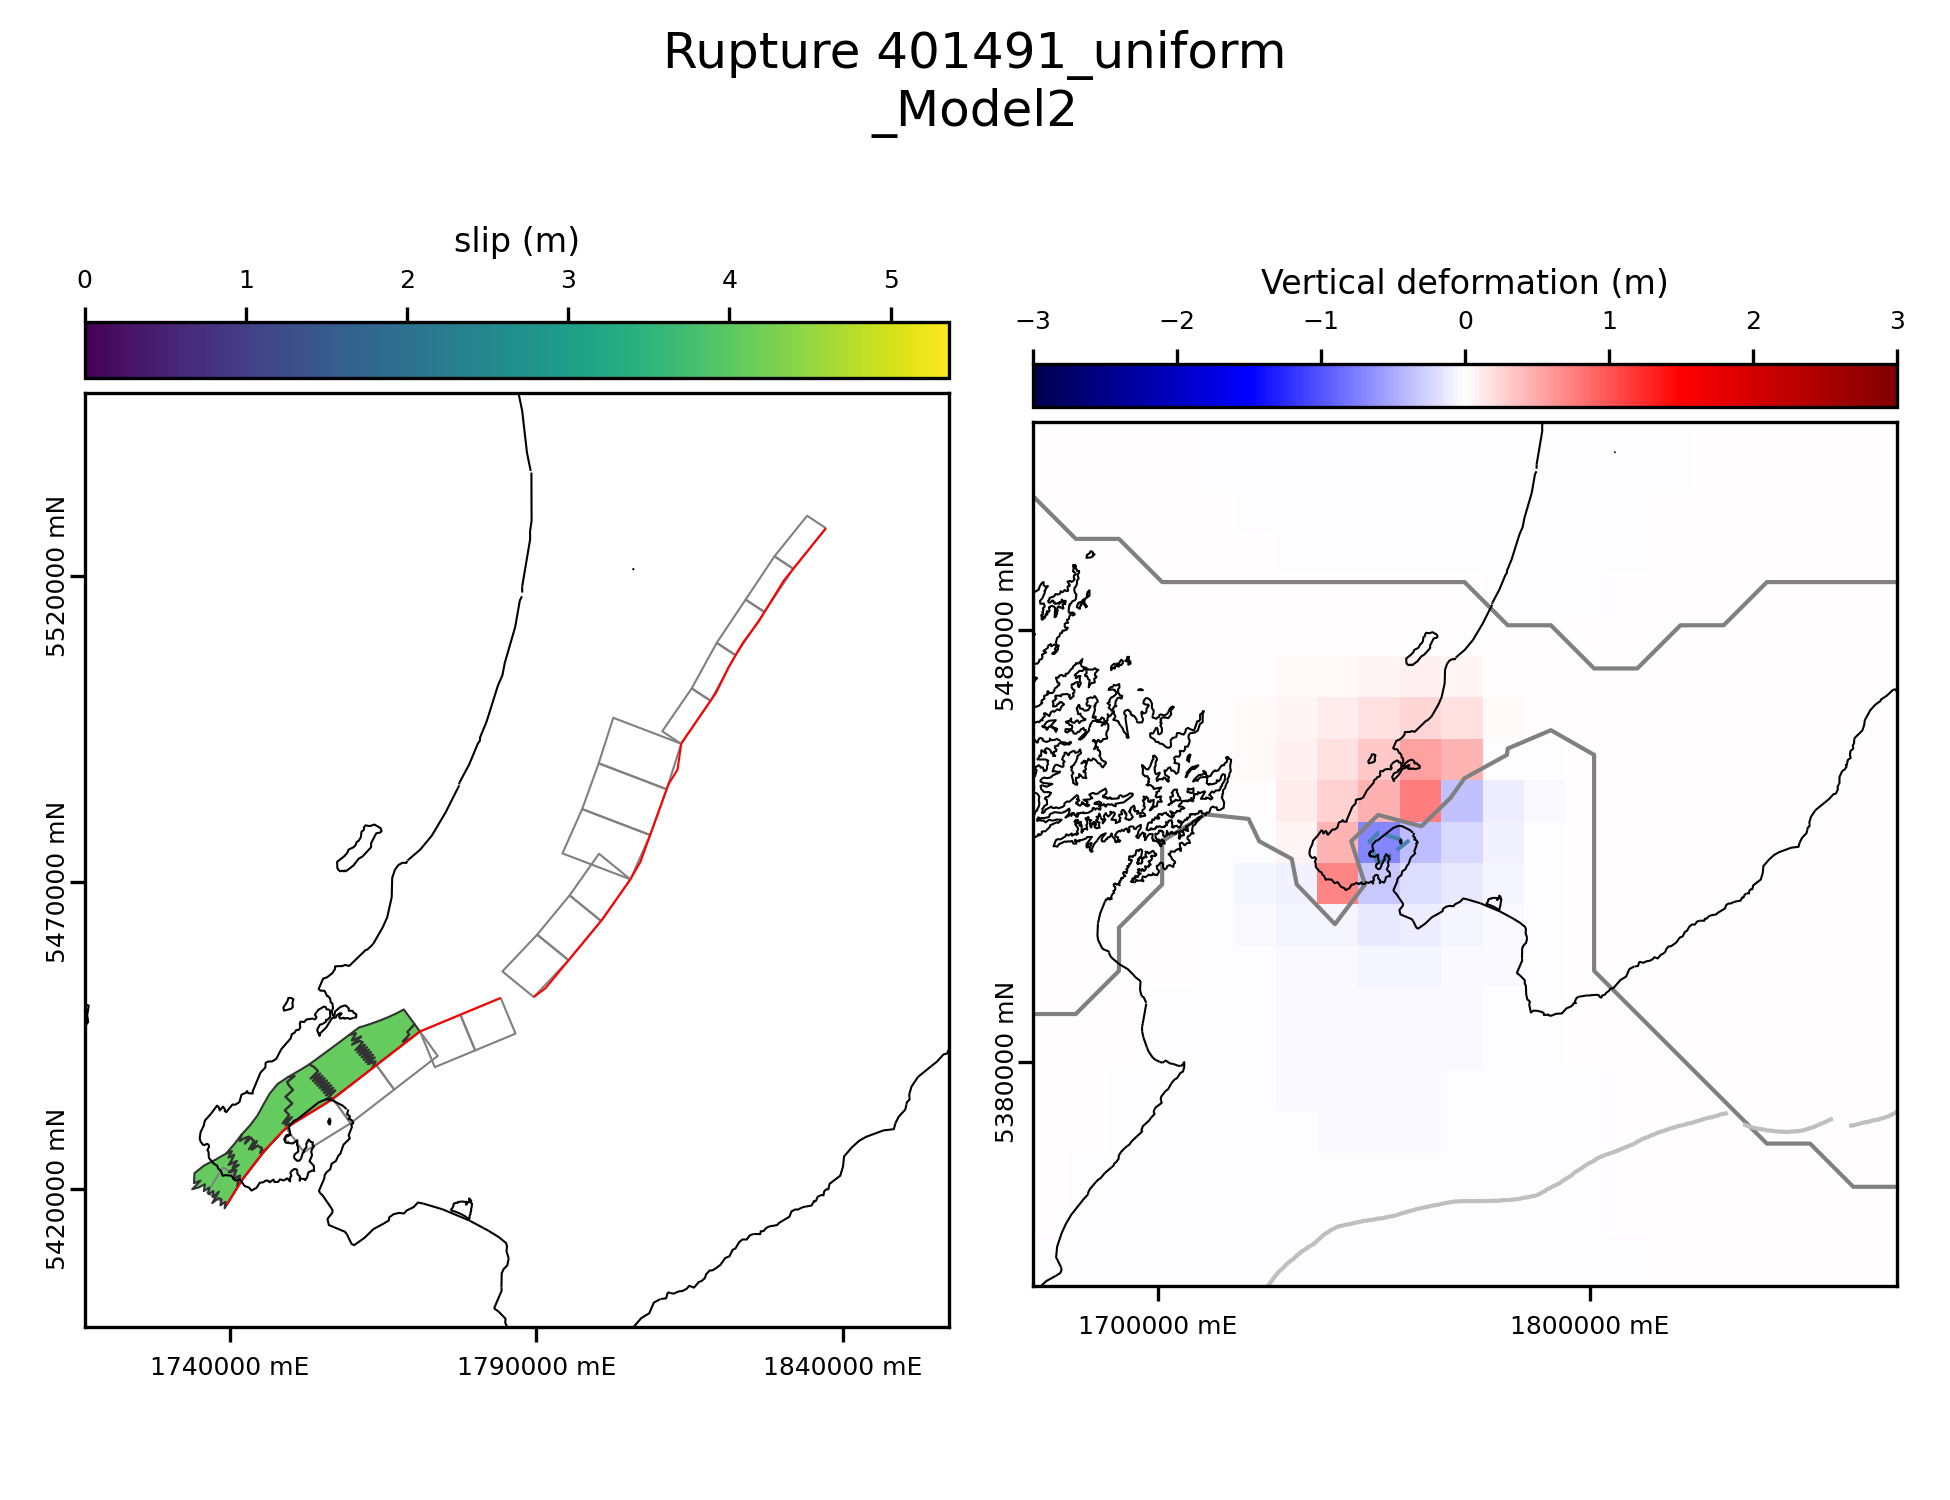 Rupture 401491_uniform
_Model2
slip (m)
0 1 2 3 4 5
5520000 mN
5470000 mN
5420000 mN
1740000 mE 1790000 mE 1840000 mE
Vertical deformation (m)
−3 −2 −1 0 1 2 3
5480000 mN
5380000 mN
1700000 mE 1800000 mE